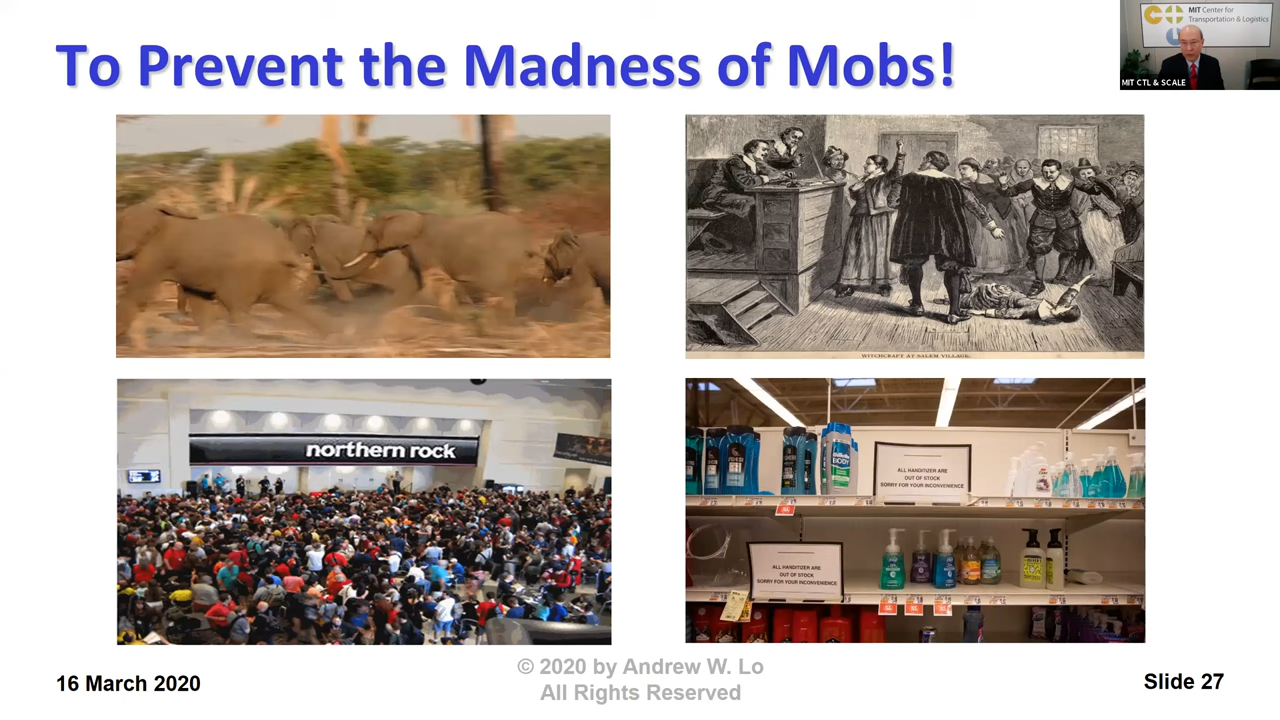 To Prevent the Madness of Mobs!
MIT Center for
Transportation & Logistics
MIT CTL & SCALE
WITCHCRAFT AT SALEM VILLAGE.
northern rock
BODY
ALL HANDITIZER ARE
OUT OF STOCK
SORRY FOR YOUR INCONVENIENCE
ALL HANDITIZER ARE
OUT OF STOCK
SORRY FOR YOUR INCONVENIENCE
16 March 2020
© 2020 by Andrew W. Lo
All Rights Reserved
Slide 27